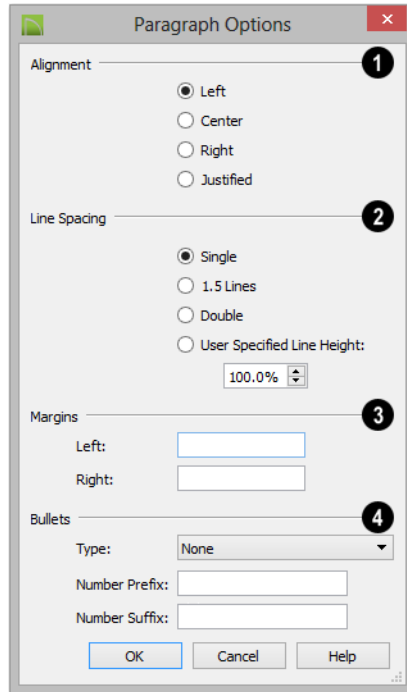 Paragraph Options
Alignment 1
Left
Center
Right
Justified
Line Spacing 2
Single
1.5 Lines
Double
User Specified Line Height:
100.0%
Margins 3
Left:
Right:
Bullets 4
Type: None
Number Prefix:
Number Suffix:
OK Cancel Help